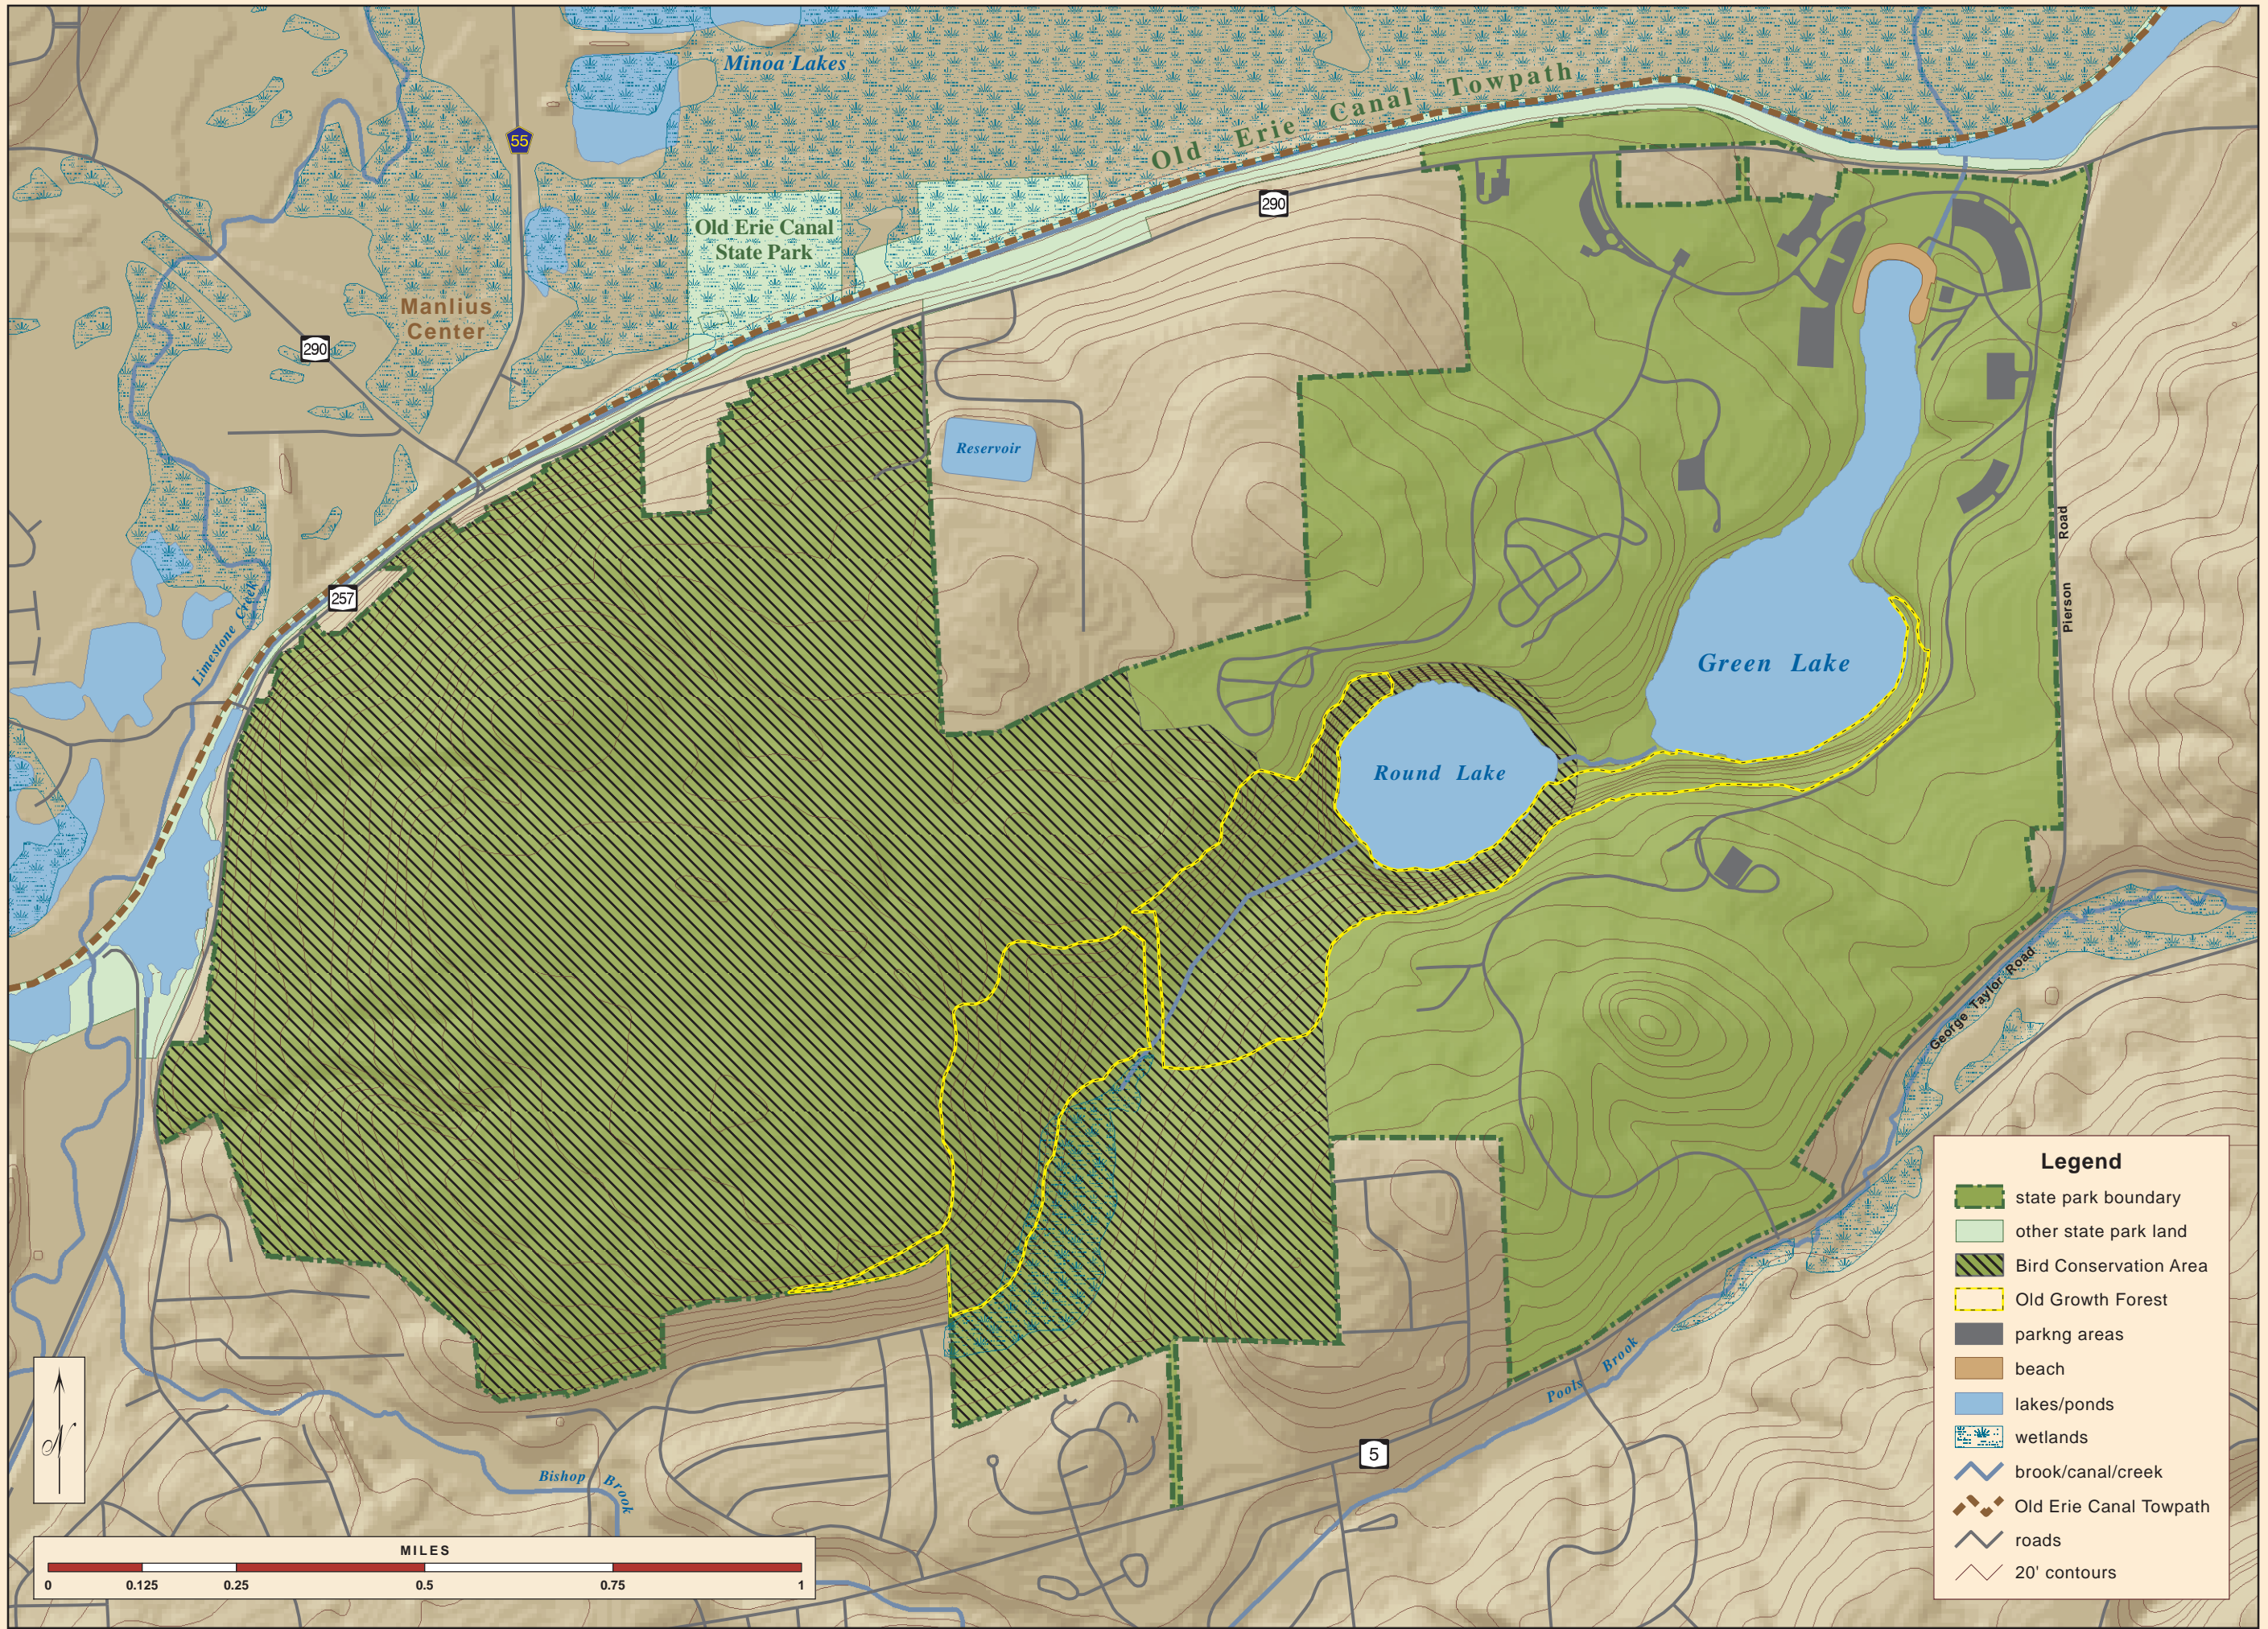 Minoa Lakes
Old Erie Canal Towpath
55
290
Old Erie Canal
State Park
Manlius
Center
290
Reservoir
Road
Pierson
257
Limestone Creek
Green Lake
Round Lake
George Taylor Road
Pools Brook
5
Bishop Brook
N
MILES
0 0.125 0.25 0.5 0.75 1
Legend
state park boundary
other state park land
Bird Conservation Area
Old Growth Forest
parkng areas
beach
lakes/ponds
wetlands
brook/canal/creek
Old Erie Canal Towpath
roads
20' contours